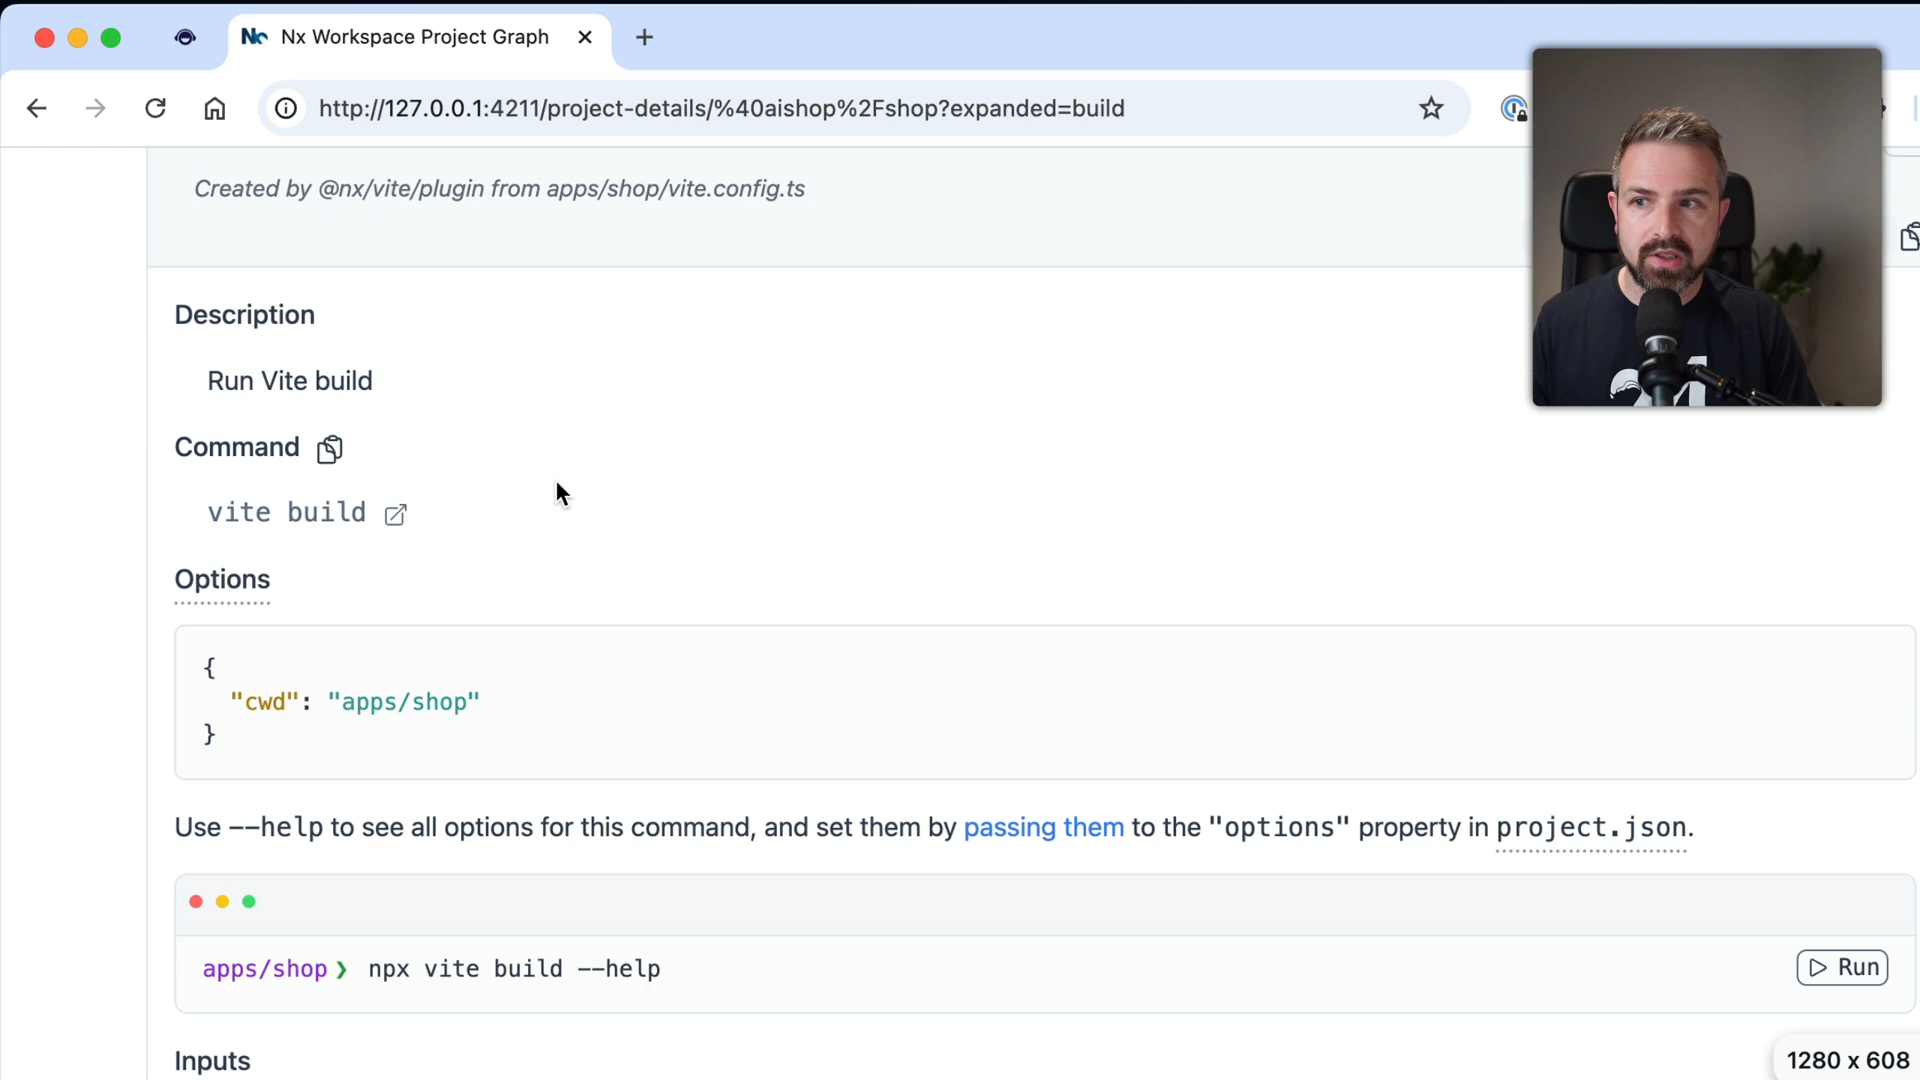 Nx Workspace Project Graph
http://127.0.0.1:4211/project-details/%40aishop%2Fshop?expanded=build
Created by @nx/vite/plugin from apps/shop/vite.config.ts
Description
Run Vite build
Command
vite build
Options
{
"cwd": "apps/shop"
}
Use --help to see all options for this command, and set them by passing them to the "options" property in project.json.
apps/shop ❯ npx vite build --help
Run
Inputs
1280 x 608